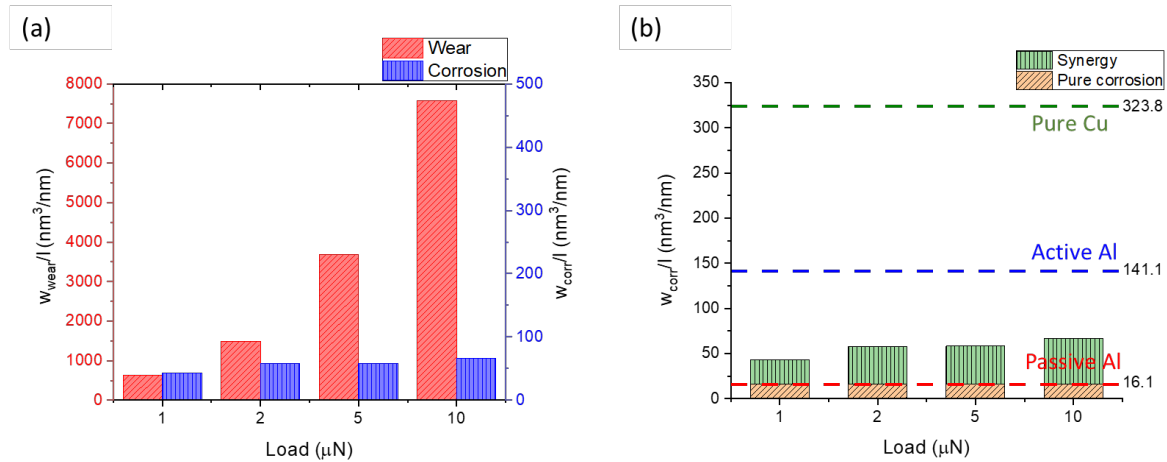 (a)
Wear
Corrosion
8000
7000
6000
5000
4000
3000
2000
1000
0
w_wear/l (nm³/nm)
500
400
300
200
100
0
w_corr/l (nm³/nm)
1 2 5 10
Load (μN)
(b)
Synergy
Pure corrosion
350
300
250
200
150
100
50
0
w_corr/l (nm³/nm)
323.8
Pure Cu
Active Al
141.1
Passive Al
16.1
1 2 5 10
Load (μN)